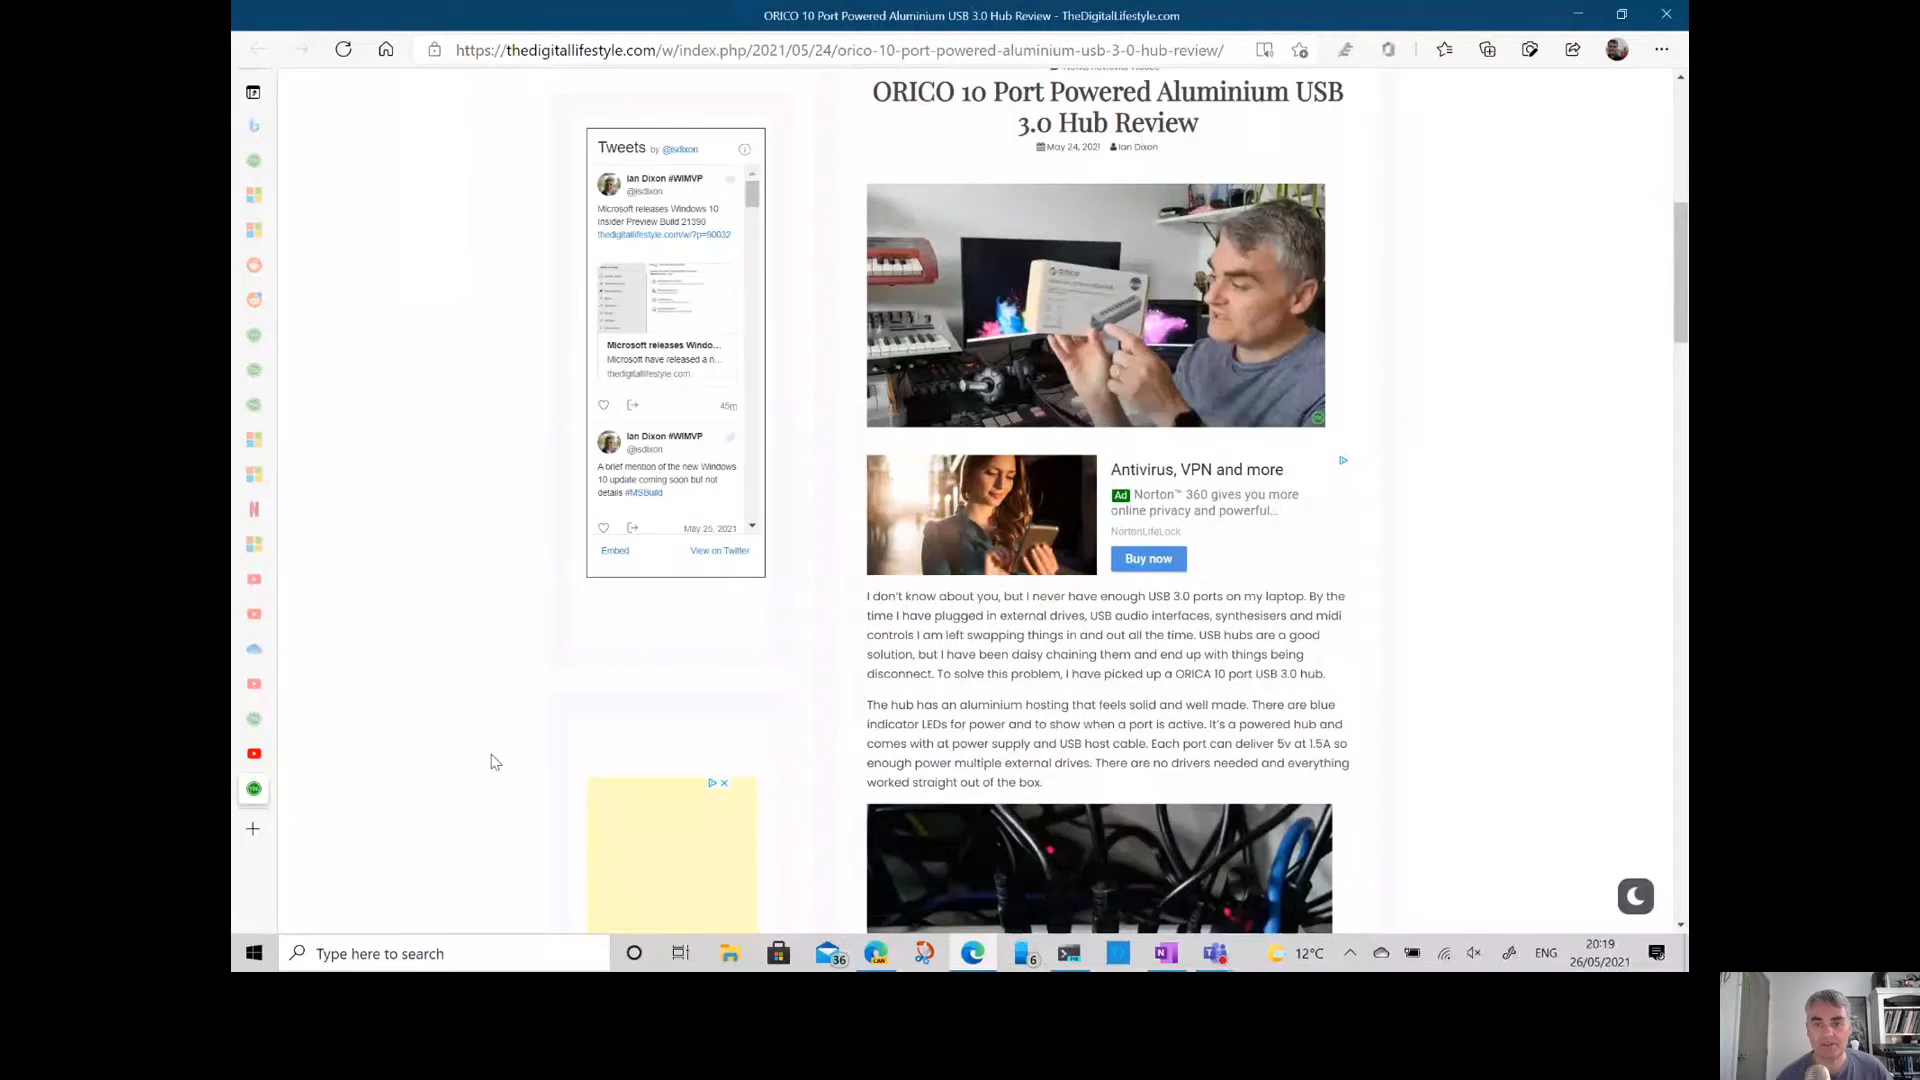 ORICO 10 Port Powered Aluminium USB 3.0 Hub Review - TheDigitalLifestyle.com
https://thedigitallifestyle.com/w/index.php/2021/05/24/orico-10-port-powered-aluminium-usb-3-0-hub-review/
ORICO 10 Port Powered Aluminium USB
3.0 Hub Review
May 24, 2021 Ian Dixon
Tweets by @isdixon
Ian Dixon #WIMVP
@isdixon
Microsoft releases Windows 10
Insider Preview Build 21390
thedigitallifestyle.com/w/?p=90032
Microsoft releases Windo...
Microsoft have released a n...
thedigitallifestyle.com
45m
Ian Dixon #WIMVP
@isdixon
A brief mention of the new Windows
10 update coming soon but not
details #MSBuild
May 25, 2021
Embed View on Twitter
ORICO
Antivirus, VPN and more
Ad Norton™ 360 gives you more
online privacy and powerful...
NortonLifeLock
Buy now
I don't know about you, but I never have enough USB 3.0 ports on my laptop. By the
time I have plugged in external drives, USB audio interfaces, synthesisers and midi
controls I am left swapping things in and out all the time. USB hubs are a good
solution, but I have been daisy chaining them and end up with things being
disconnect. To solve this problem, I have picked up a ORICA 10 port USB 3.0 hub.
The hub has an aluminium hosting that feels solid and well made. There are blue
indicator LEDs for power and to show when a port is active. It's a powered hub and
comes with at power supply and USB host cable. Each port can deliver 5v at 1.5A so
enough power multiple external drives. There are no drivers needed and everything
worked straight out of the box.
Type here to search
36
CAN
6
12°C
ENG
20:19
26/05/2021